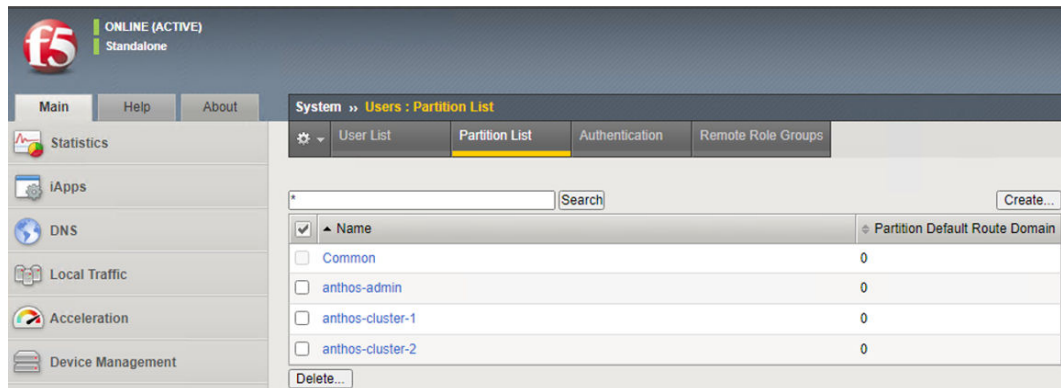 f5
ONLINE (ACTIVE)
Standalone
Main Help About
Statistics
iApps
DNS
Local Traffic
Acceleration
Device Management
System ›› Users : Partition List
User List Partition List Authentication Remote Role Groups
* Search Create...
Name Partition Default Route Domain
Common 0
anthos-admin 0
anthos-cluster-1 0
anthos-cluster-2 0
Delete...